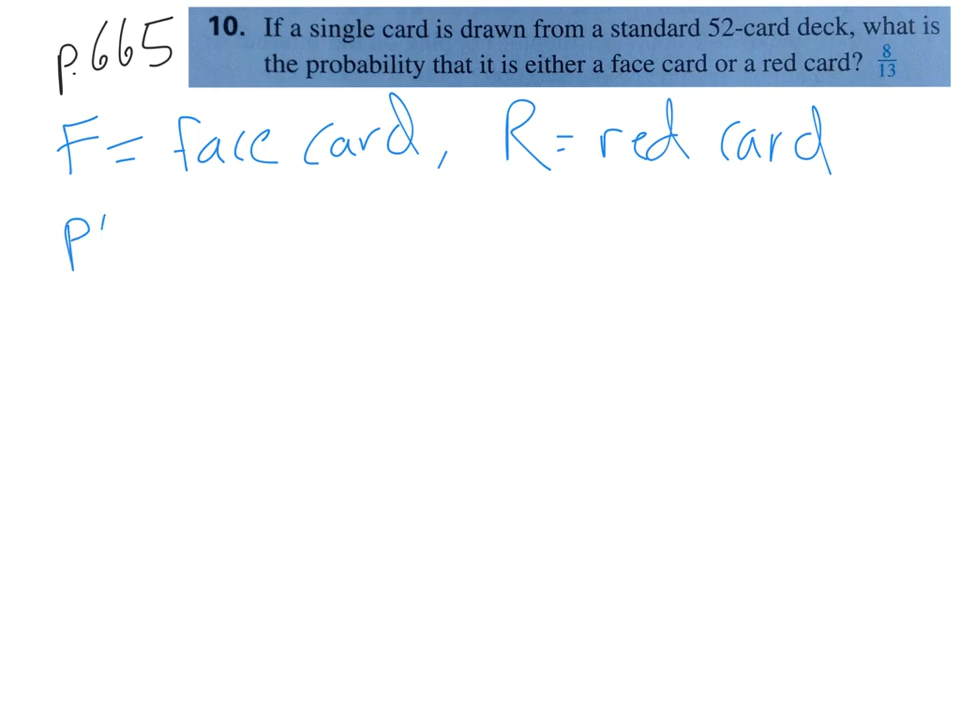 p.665
10. If a single card is drawn from a standard 52-card deck, what is
the probability that it is either a face card or a red card? 8/13
F = face card, R = red card
P'